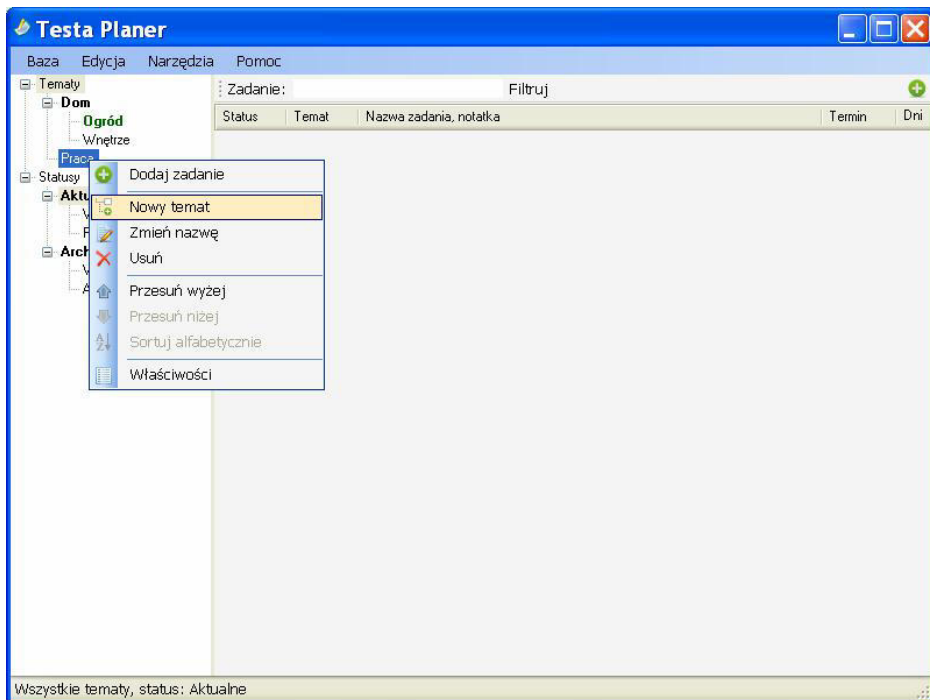 Testa Planer
Baza Edycja Narzędzia Pomoc
Tematy
Dom
Ogród
Wnętrze
Praca
Statusy
Zadanie: Filtruj
Status Temat Nazwa zadania, notatka Termin Dni
Dodaj zadanie
Nowy temat
Zmień nazwę
Usuń
Przesuń wyżej
Przesuń niżej
Sortuj alfabetycznie
Właściwości
Wszystkie tematy, status: Aktualne